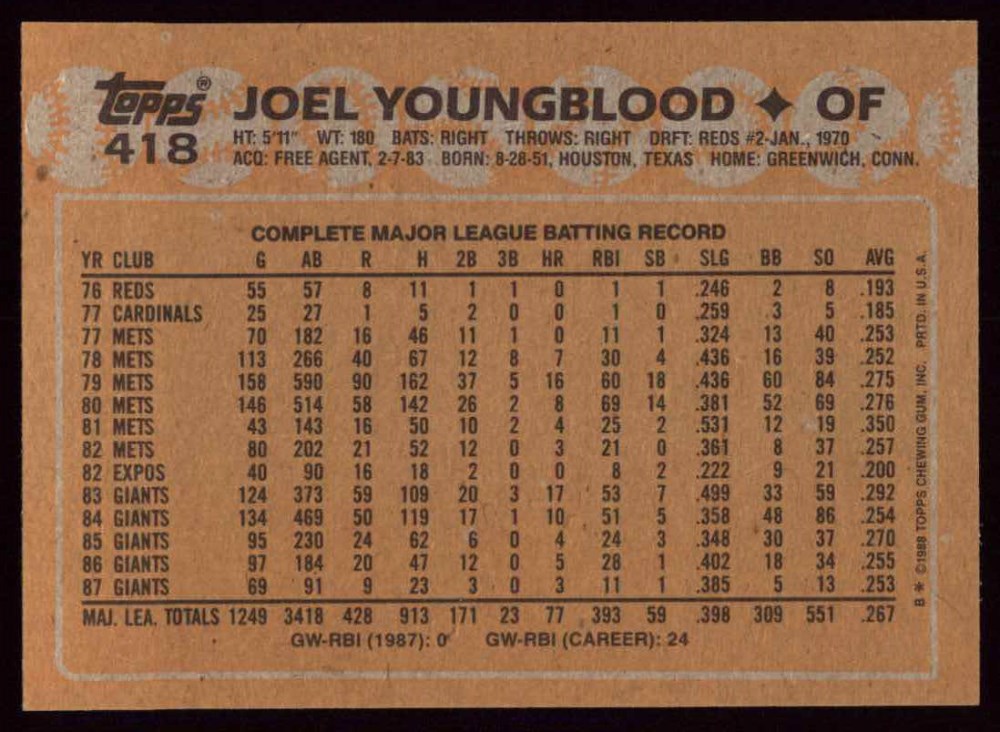 Topps® JOEL YOUNGBLOOD ♦ OF
418 HT: 5'11" WT: 180 BATS: RIGHT THROWS: RIGHT DRFT: REDS #2-JAN., 1970
ACQ: FREE AGENT, 2-7-83 BORN: 8-28-51, HOUSTON, TEXAS HOME: GREENWICH, CONN.
COMPLETE MAJOR LEAGUE BATTING RECORD
YR CLUB G AB R H 2B 3B HR RBI SB SLG BB SO AVG
76 REDS 55 57 8 11 1 1 0 1 1 .246 2 8 .193
77 CARDINALS 25 27 1 5 2 0 0 1 0 .259 3 5 .185
77 METS 70 182 16 46 11 1 0 11 1 .324 13 40 .253
78 METS 113 266 40 67 12 8 7 30 4 .436 16 39 .252
79 METS 158 590 90 162 37 5 16 60 18 .436 60 84 .275
80 METS 146 514 58 142 26 2 8 69 14 .381 52 69 .276
81 METS 43 143 16 50 10 2 4 25 2 .531 12 19 .350
82 METS 80 202 21 52 12 0 3 21 0 .361 8 37 .257
82 EXPOS 40 90 16 18 2 0 0 8 2 .222 9 21 .200
83 GIANTS 124 373 59 109 20 3 17 53 7 .499 33 59 .292
84 GIANTS 134 469 50 119 17 1 10 51 5 .358 48 86 .254
85 GIANTS 95 230 24 62 6 0 4 24 3 .348 30 37 .270
86 GIANTS 97 184 20 47 12 0 5 28 1 .402 18 34 .255
87 GIANTS 69 91 9 23 3 0 3 11 1 .385 5 13 .253
MAJ. LEA. TOTALS 1249 3418 428 913 171 23 77 393 59 .398 309 551 .267
GW-RBI (1987): 0 GW-RBI (CAREER): 24
B * ©1988 TOPPS CHEWING GUM, INC. PRTD. IN U.S.A.